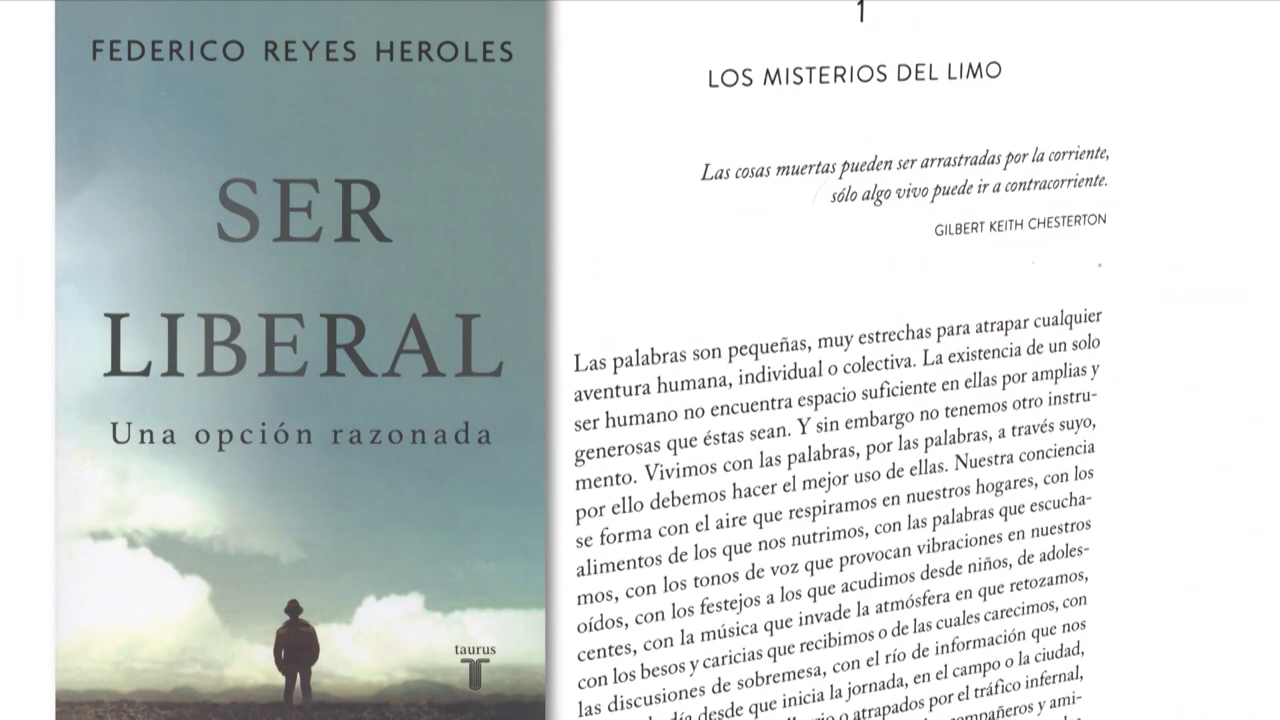 FEDERICO REYES HEROLES
SER
LIBERAL
Una opción razonada
taurus
1
LOS MISTERIOS DEL LIMO
Las cosas muertas pueden ser arrastradas por la corriente,
sólo algo vivo puede ir a contracorriente.
GILBERT KEITH CHESTERTON
Las palabras son pequeñas, muy estrechas para atrapar cualquier
aventura humana, individual o colectiva. La existencia de un solo
ser humano no encuentra espacio suficiente en ellas por amplias y
generosas que éstas sean. Y sin embargo no tenemos otro instru-
mento. Vivimos con las palabras, por las palabras, a través suyo,
por ello debemos hacer el mejor uso de ellas. Nuestra conciencia
se forma con el aire que respiramos en nuestros hogares, con los
alimentos de los que nos nutrimos, con las palabras que escucha-
mos, con los tonos de voz que provocan vibraciones en nuestros
oídos, con los festejos a los que acudimos desde niños, de adoles-
centes, con la música que invade la atmósfera en que retozamos,
con los besos y caricias que recibimos o de las cuales carecimos, con
las discusiones de sobremesa, con el río de información que nos
día desde que inicia la jornada, en el campo o la ciudad,
o atrapados por el tráfico infernal,
compañeros y ami-